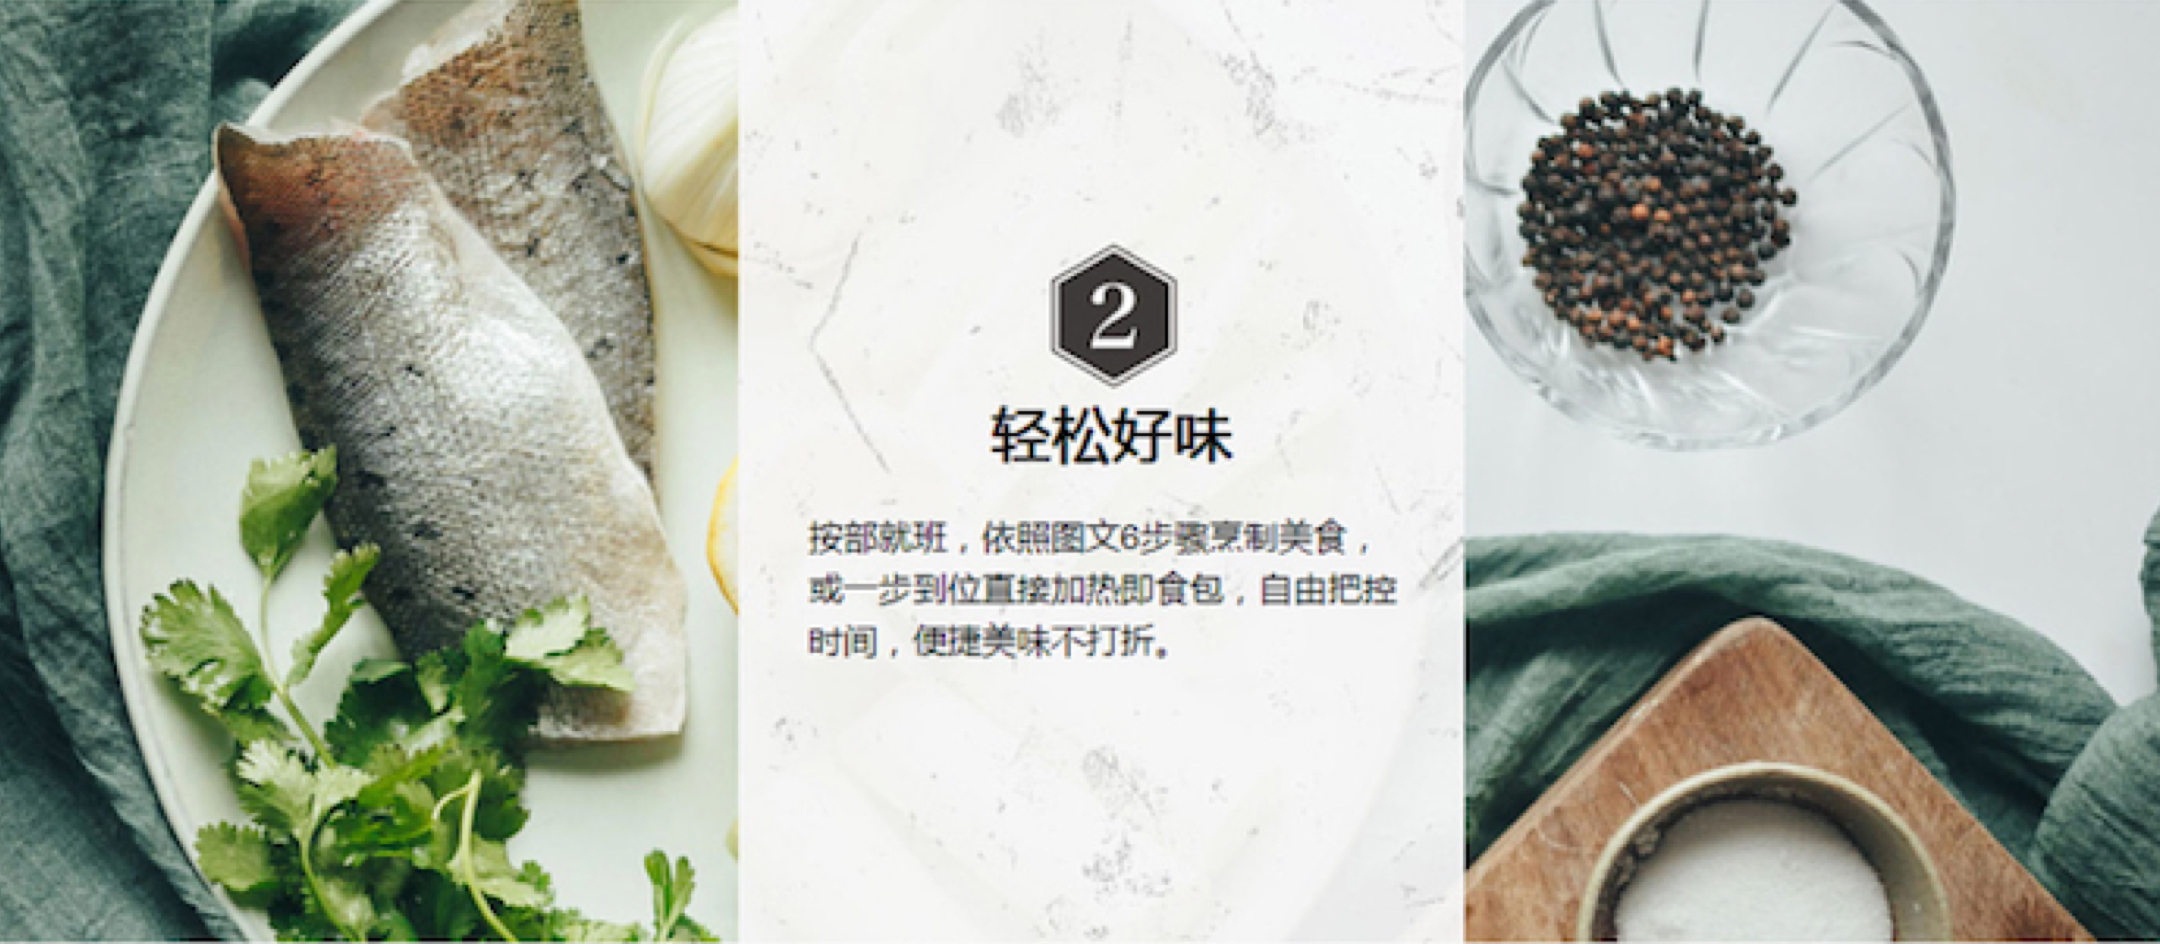 2
轻松好味
按部就班，依照图文6步骤烹制美食，
或一步到位直接加热即食包，自由把控
时间，便捷美味不打折。